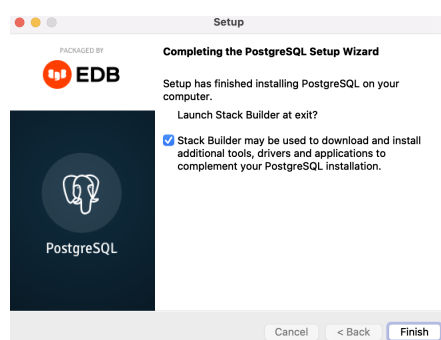 Setup
PACKAGED BY
EDB
PostgreSQL
Completing the PostgreSQL Setup Wizard
Setup has finished installing PostgreSQL on your
computer.
Launch Stack Builder at exit?
Stack Builder may be used to download and install
additional tools, drivers and applications to
complement your PostgreSQL installation.
Cancel
< Back
Finish